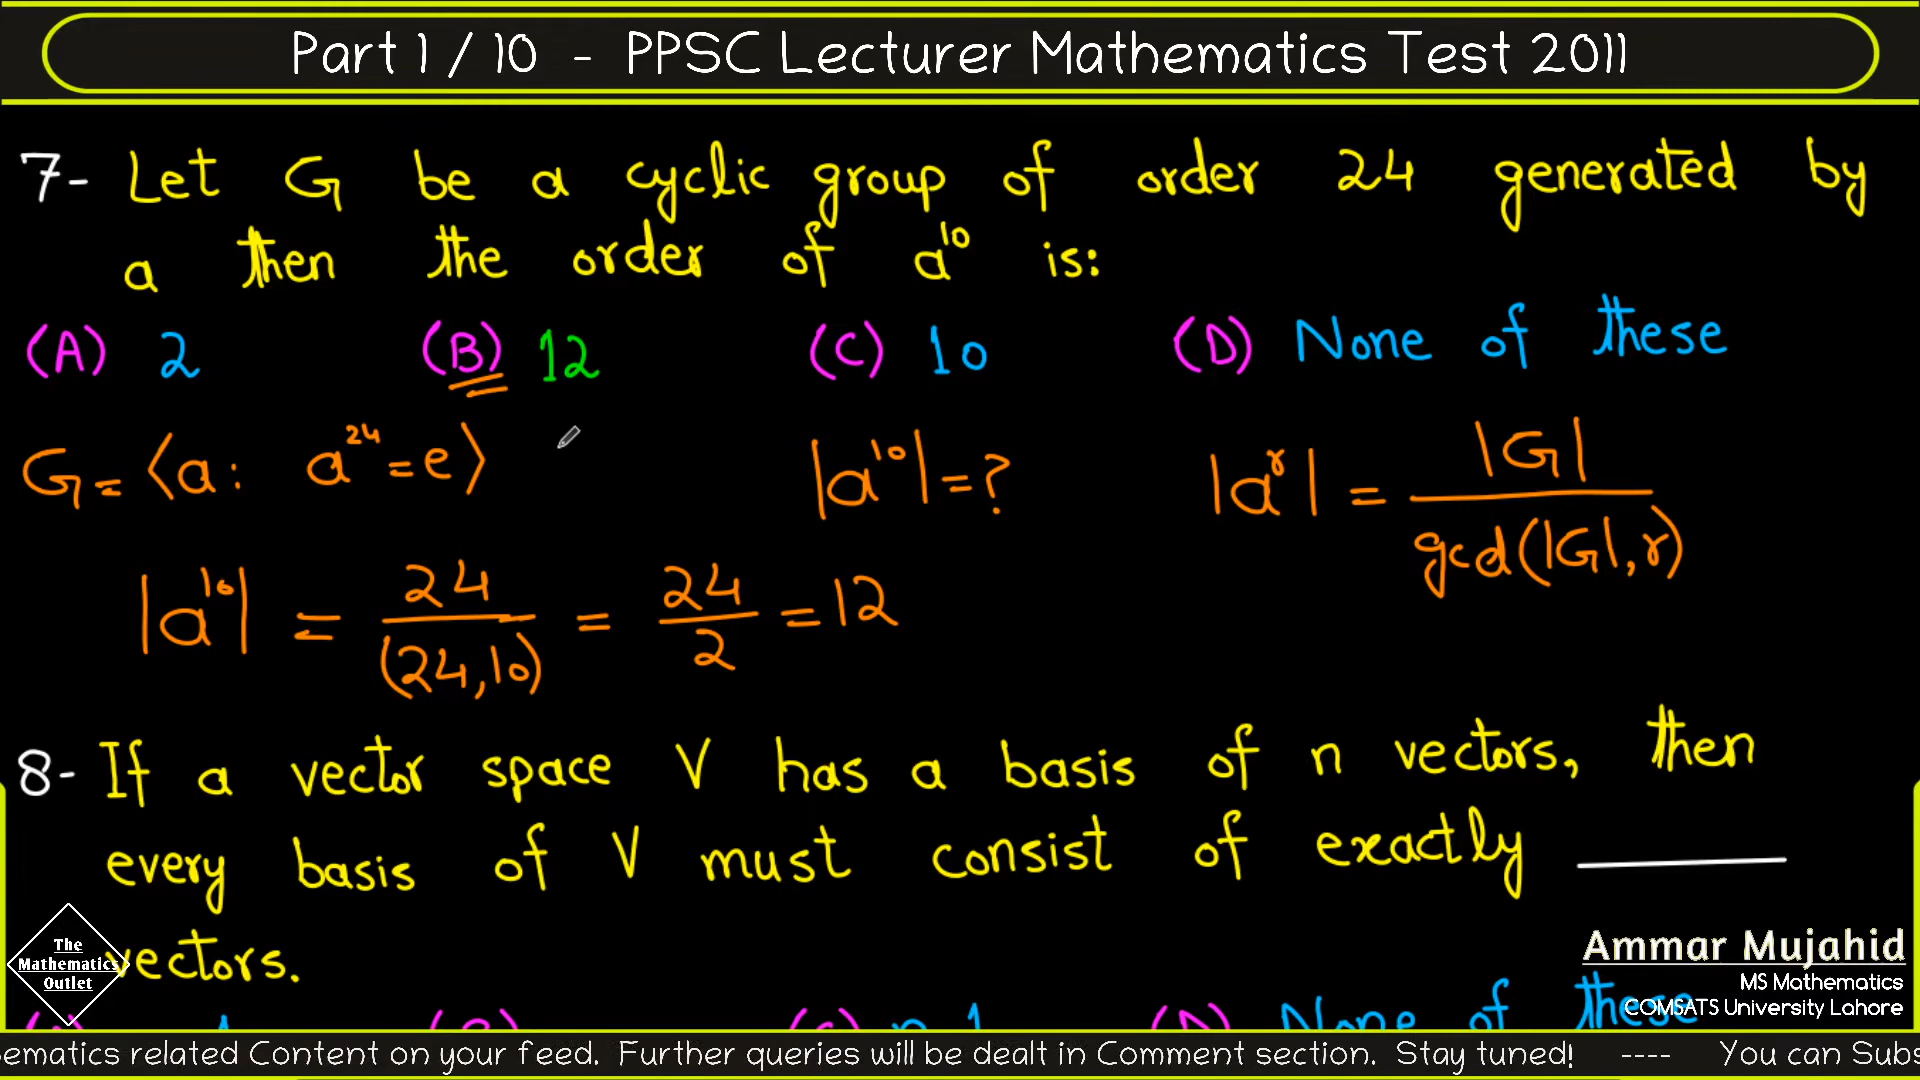 Part 1 / 10 - PPSC Lecturer Mathematics Test 2011
7- Let G be a cyclic group of order 24 generated by
a then the order of a¹⁰ is:
(A) 2 (B) 12 (C) 10 (D) None of these
G = ⟨a : a²⁴ = e⟩ |a¹⁰| = ? |aʳ| = |G| / gcd(|G|, r)
|a¹⁰| = 24 / (24, 10) = 24 / 2 = 12
8- If a vector space V has a basis of n vectors, then
every basis of V must consist of exactly ______
vectors.
None of these
The
Mathematics
Outlet
Ammar Mujahid
MS Mathematics
COMSATS University Lahore
ematics related Content on your feed. Further queries will be dealt in Comment section. Stay tuned! ---- You can Subs